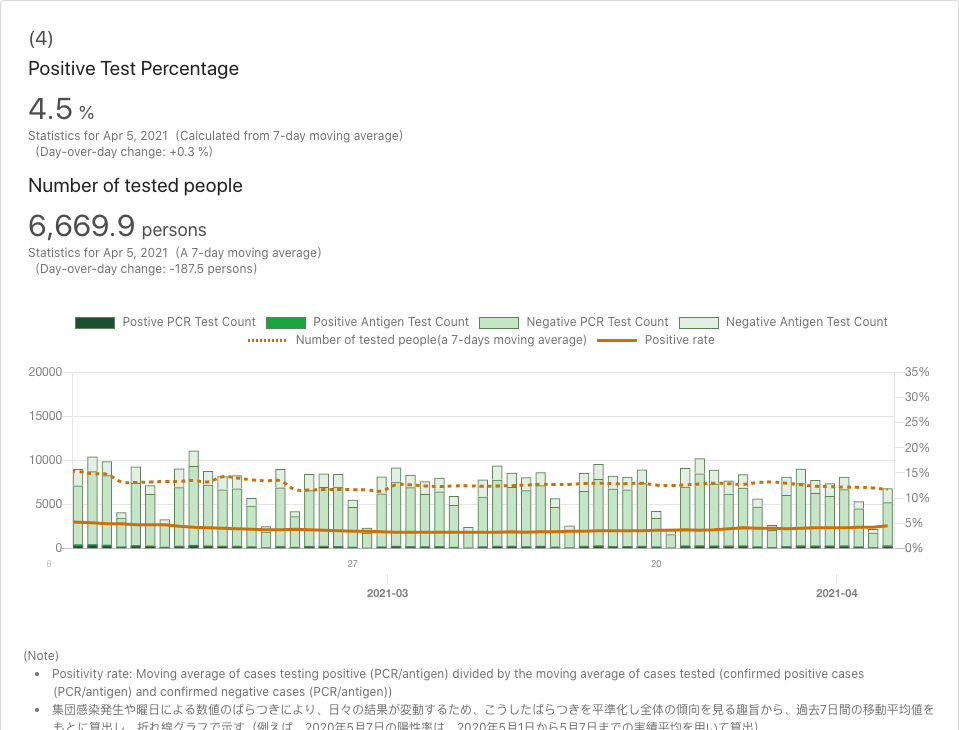 (4)
Positive Test Percentage
4.5 %
Statistics for Apr 5, 2021 (Calculated from 7-day moving average)
(Day-over-day change: +0.3 %)
Number of tested people
6,669.9 persons
Statistics for Apr 5, 2021 (A 7-day moving average)
(Day-over-day change: -187.5 persons)
Postive PCR Test Count Positive Antigen Test Count Negative PCR Test Count Negative Antigen Test Count
Number of tested people(a 7-days moving average) Positive rate
20000 35%
30%
15000 25%
20%
10000 15%
10%
5000 5%
0 0%
6 27 20
2021-03 2021-04
(Note)
• Positivity rate: Moving average of cases testing positive (PCR/antigen) divided by the moving average of cases tested (confirmed positive cases
(PCR/antigen) and confirmed negative cases (PCR/antigen))
• 集団感染発生や曜日による数値のばらつきにより、日々の結果が変動するため、こうしたばらつきを平準化し全体の傾向を見る趣旨から、過去7日間の移動平均値を
もとに算出し、折れ線グラフで示す（例えば、2020年5月7日の陽性率は、2020年5月1日から5月7日までの実績平均を用いて算出）